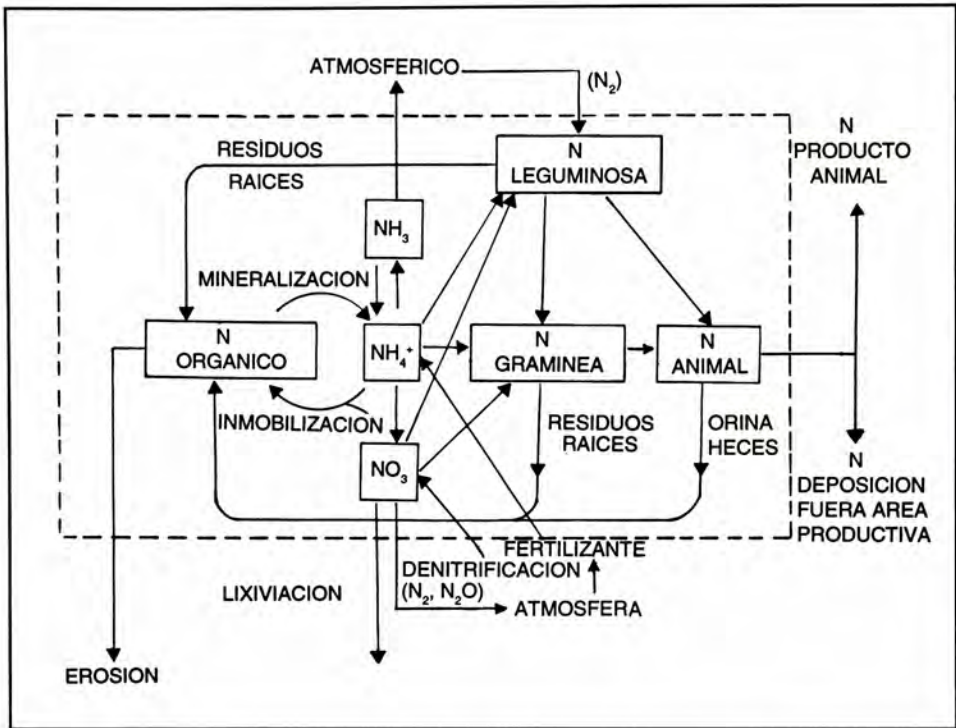 ATMOSFERICO
(N₂)
N
LEGUMINOSA
RESÍDUOS
RAICES
N
PRODUCTO
ANIMAL
NH₃
MINERALIZACION
N
ORGANICO
NH₄⁺
N
GRAMINEA
N
ANIMAL
INMOBILIZACION
RESIDUOS
RAICES
ORINA
HECES
NO₃
N
DEPOSICION
FUERA AREA
PRODUCTIVA
FERTILIZANTE
DENITRIFICACION
(N₂, N₂O)
ATMOSFERA
LIXIVIACION
EROSION